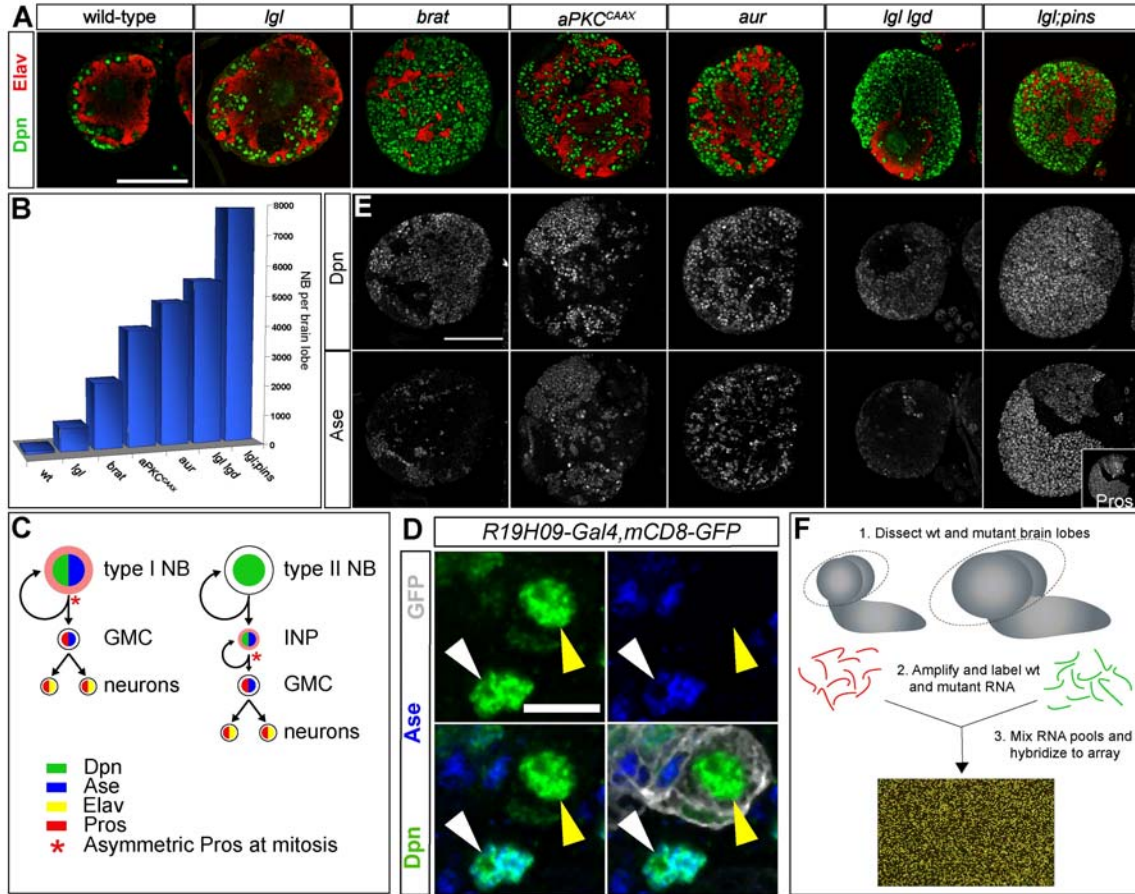 A
wild-type
lgl
brat
aPKC^CAAX
aur
lgl lgd
lgl;pins
Dpn Elav
B
8000
7000
6000
5000
4000
3000
2000
1000
0
NB per brain lobe
wt
lgl
brat
aPKC^CAAX
aur
lgl lgd
lgl;pins
E
Dpn
Ase
Pros
C
type I NB
type II NB
GMC
INP
neurons
GMC
neurons
Dpn
Ase
Elav
Pros
* Asymmetric Pros at mitosis
*
*
D
R19H09-Gal4,mCD8-GFP
GFP
Ase
Dpn
F
1. Dissect wt and mutant brain lobes
2. Amplify and label wt
and mutant RNA
3. Mix RNA pools and
hybridize to array